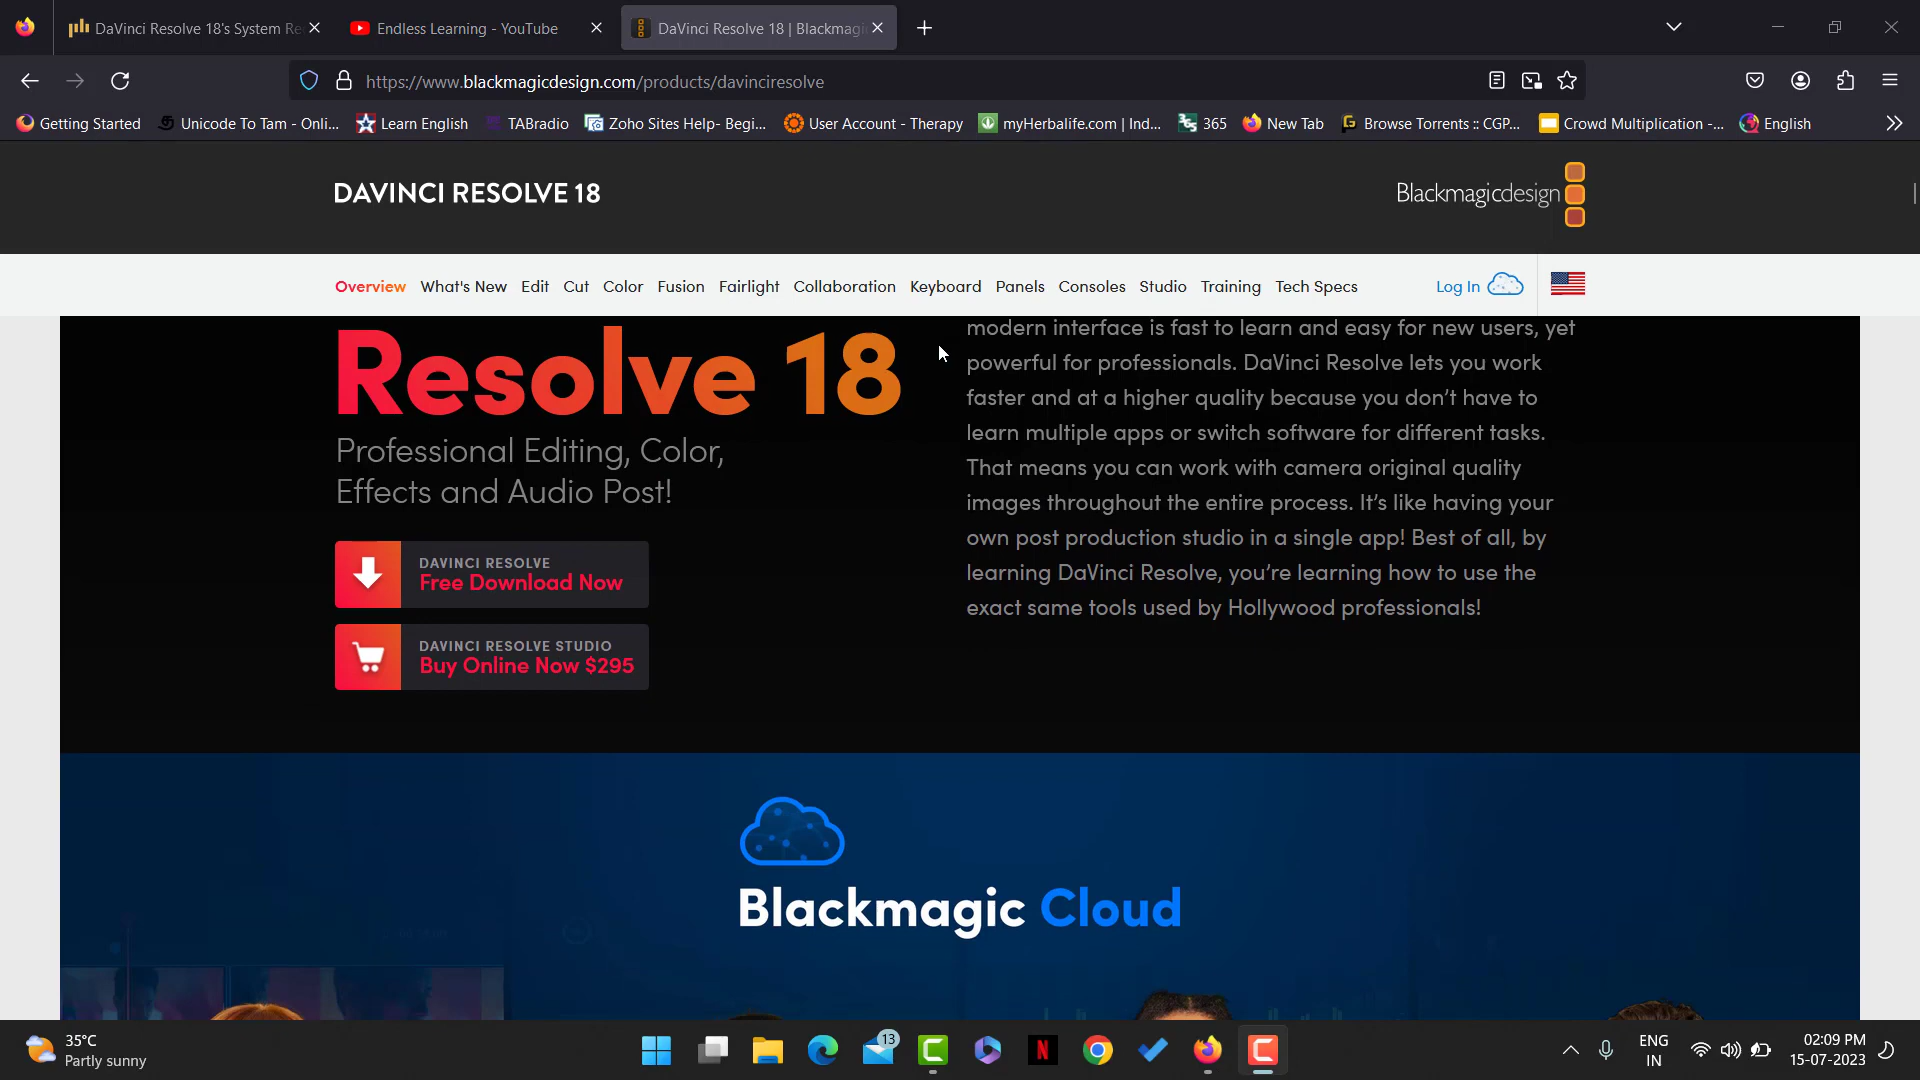 DaVinci Resolve 18's System Re
Endless Learning - YouTube
DaVinci Resolve 18 | Blackmagi
https://www.blackmagicdesign.com/products/davinciresolve
Getting Started
Unicode To Tam - Onli...
Learn English
TABradio
Zoho Sites Help- Begi...
User Account - Therapy
myHerbalife.com | Ind...
365
New Tab
Browse Torrents :: CGP...
Crowd Multiplication -...
English
DAVINCI RESOLVE 18
Blackmagicdesign
Overview What's New Edit Cut Color Fusion Fairlight Collaboration Keyboard Panels Consoles Studio Training Tech Specs
Log In
Resolve 18
Professional Editing, Color,
Effects and Audio Post!
DAVINCI RESOLVE
Free Download Now
DAVINCI RESOLVE STUDIO
Buy Online Now $295
modern interface is fast to learn and easy for new users, yet
powerful for professionals. DaVinci Resolve lets you work
faster and at a higher quality because you don’t have to
learn multiple apps or switch software for different tasks.
That means you can work with camera original quality
images throughout the entire process. It’s like having your
own post production studio in a single app! Best of all, by
learning DaVinci Resolve, you’re learning how to use the
exact same tools used by Hollywood professionals!
Blackmagic Cloud
35°C
Partly sunny
13
N
ENG
IN
02:09 PM
15-07-2023